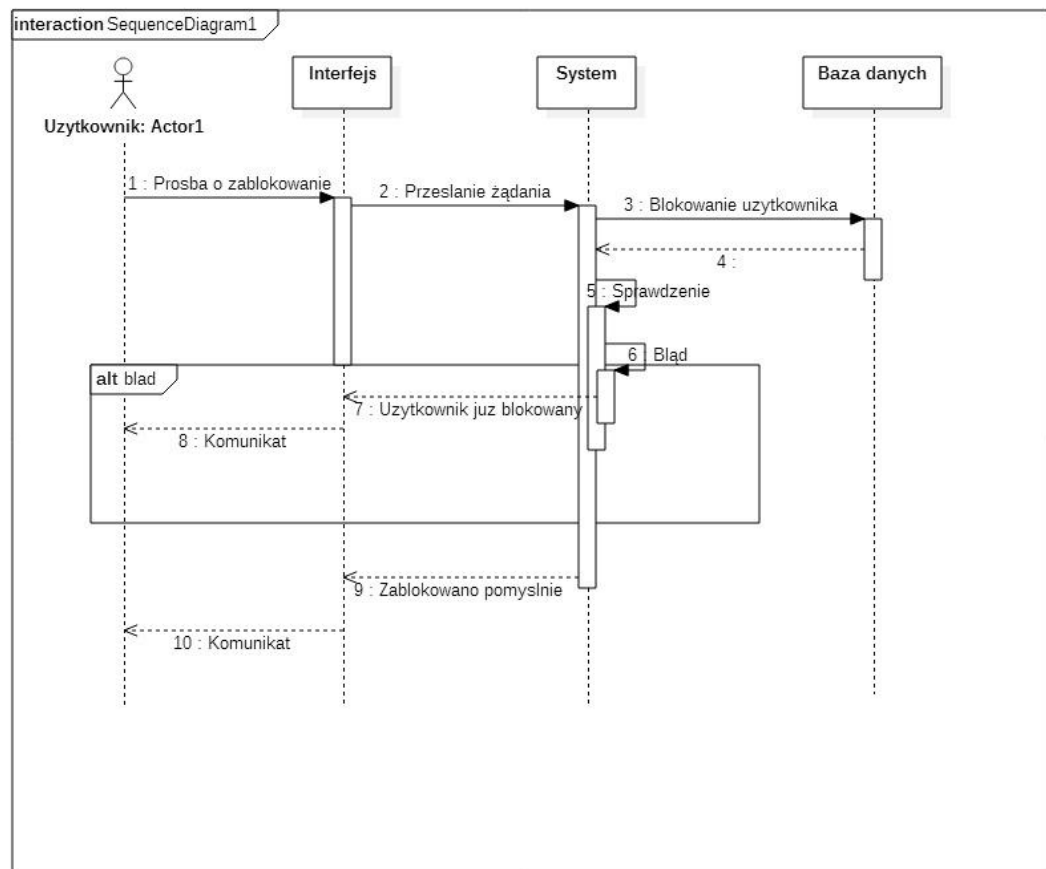 interaction SequenceDiagram1
Interfejs
System
Baza danych
Uzytkownik: Actor1
1 : Prosba o zablokowanie
2 : Przeslanie żądania
3 : Blokowanie uzytkownika
4 :
5 : Sprawdzenie
6 : Bląd
alt blad
7 : Uzytkownik juz blokowany
8 : Komunikat
9 : Zablokowano pomyslnie
10 : Komunikat